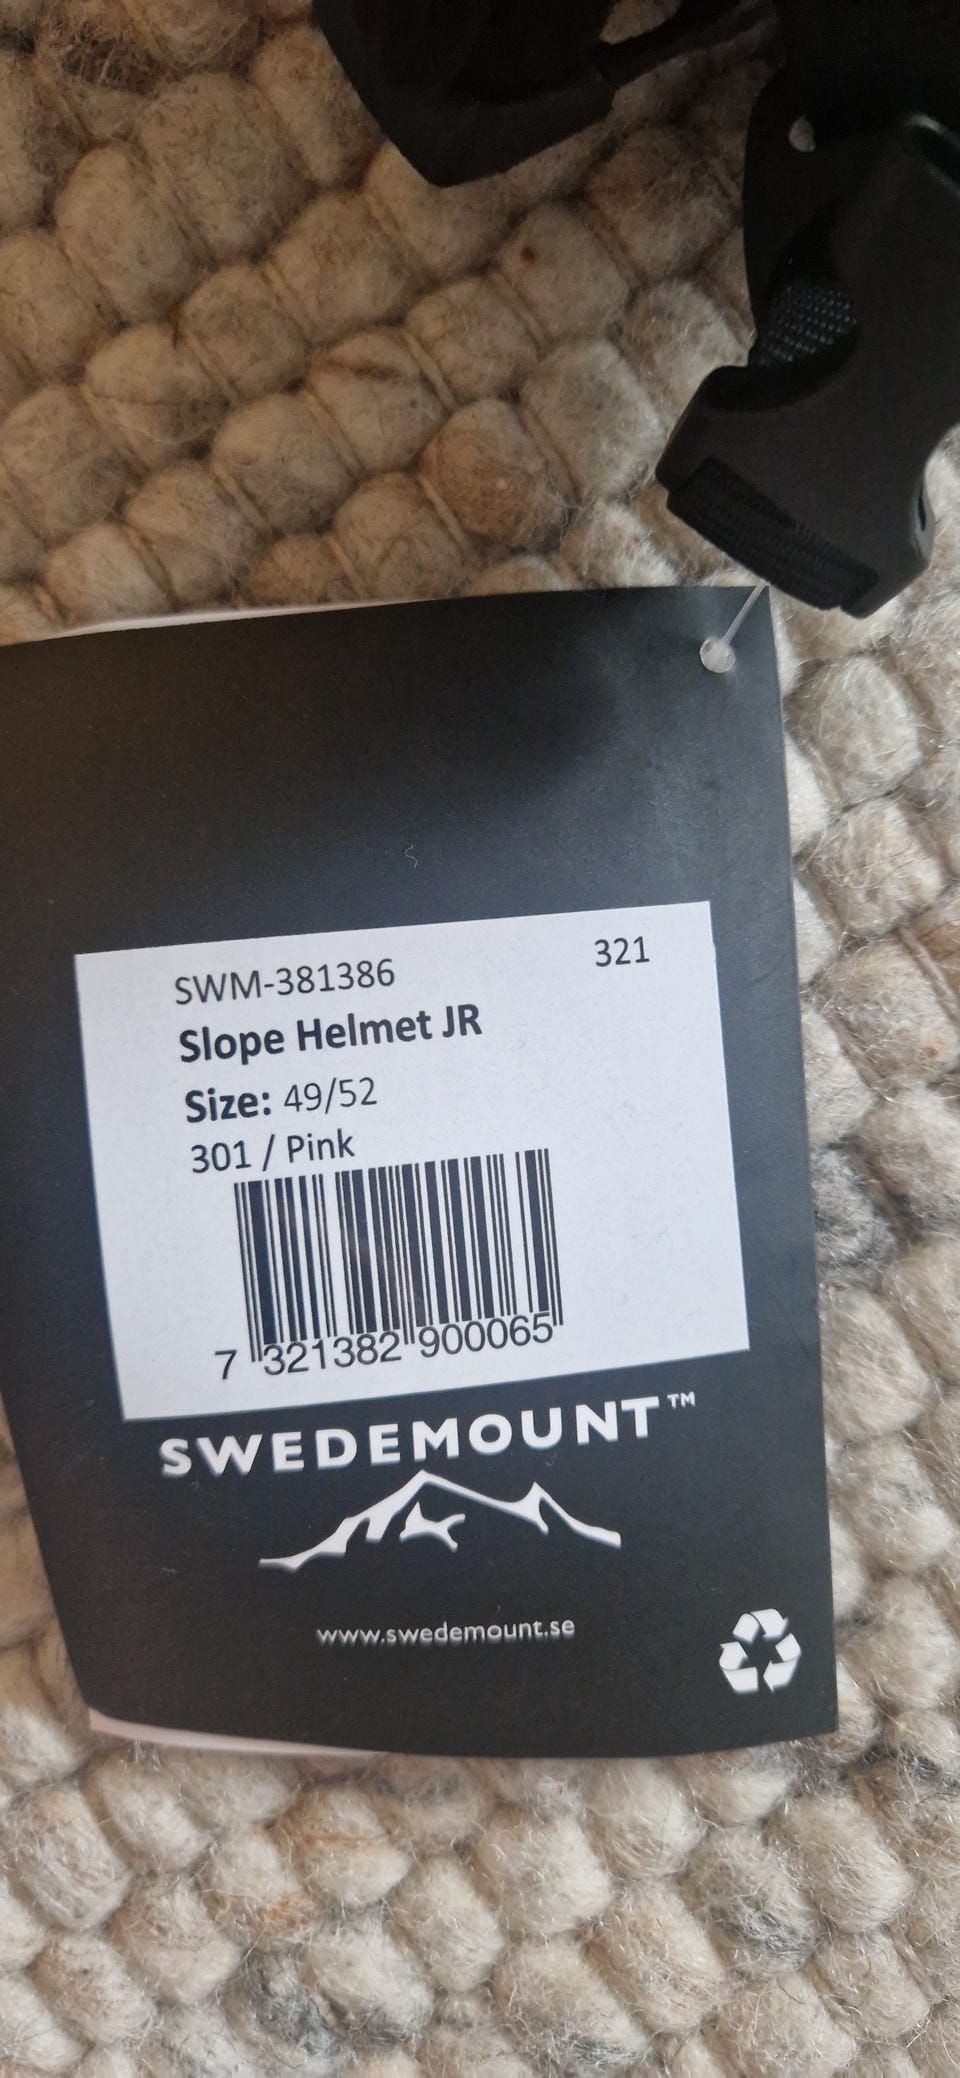 SWM-381386 321
Slope Helmet JR
Size: 49/52
301 / Pink
7 321382 900065
SWEDEMOUNT™
www.swedemount.se